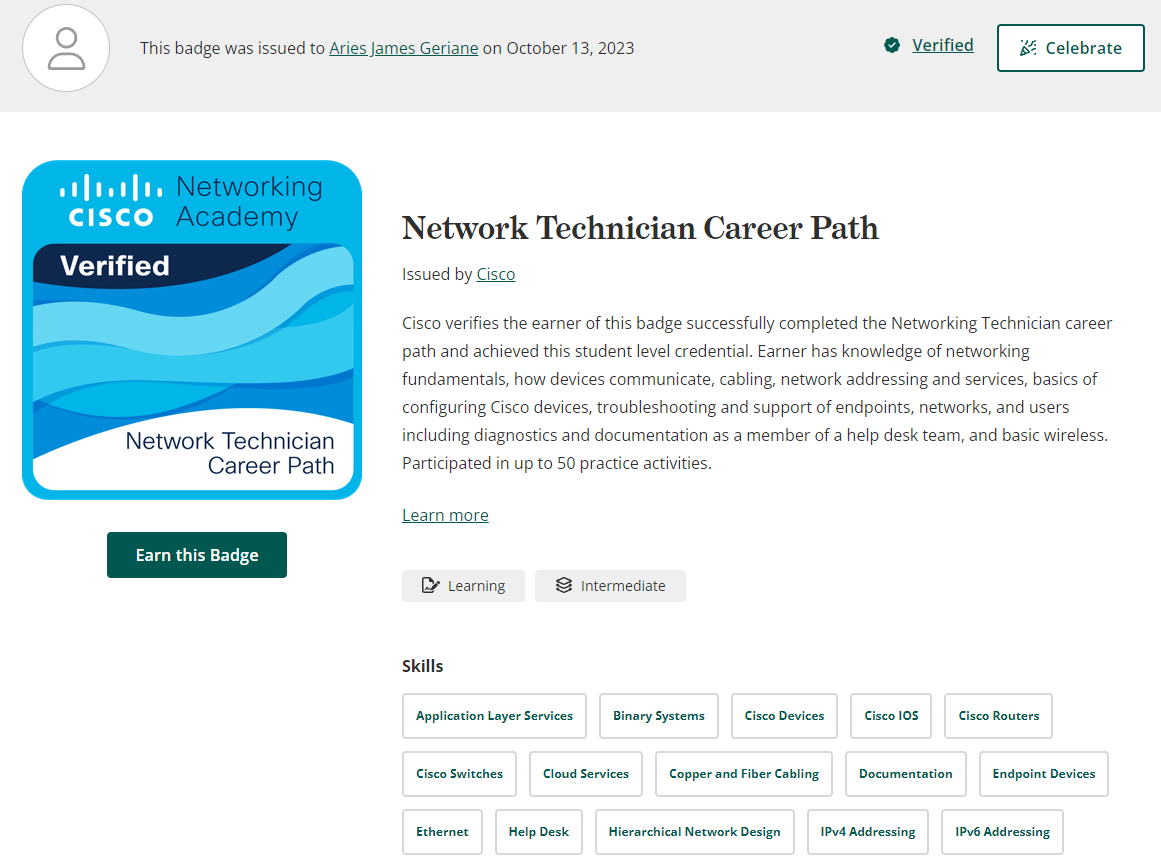 This badge was issued to Aries James Geriane on October 13, 2023
Verified
Celebrate
CISCO
Networking
Academy
Verified
Network Technician
Career Path
Earn this Badge
Network Technician Career Path
Issued by Cisco
Cisco verifies the earner of this badge successfully completed the Networking Technician career
path and achieved this student level credential. Earner has knowledge of networking
fundamentals, how devices communicate, cabling, network addressing and services, basics of
configuring Cisco devices, troubleshooting and support of endpoints, networks, and users
including diagnostics and documentation as a member of a help desk team, and basic wireless.
Participated in up to 50 practice activities.
Learn more
Learning
Intermediate
Skills
Application Layer Services
Binary Systems
Cisco Devices
Cisco IOS
Cisco Routers
Cisco Switches
Cloud Services
Copper and Fiber Cabling
Documentation
Endpoint Devices
Ethernet
Help Desk
Hierarchical Network Design
IPv4 Addressing
IPv6 Addressing